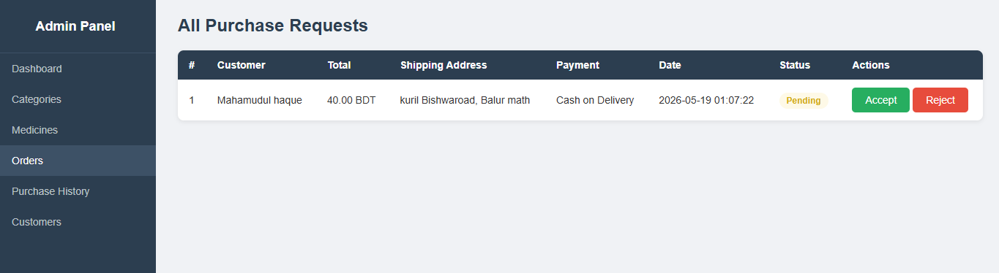 Admin Panel
Dashboard
Categories
Medicines
Orders
Purchase History
Customers
All Purchase Requests
# Customer Total Shipping Address Payment Date Status Actions
1 Mahamudul haque 40.00 BDT kuril Bishwaroad, Balur math Cash on Delivery 2026-05-19 01:07:22 Pending Accept Reject